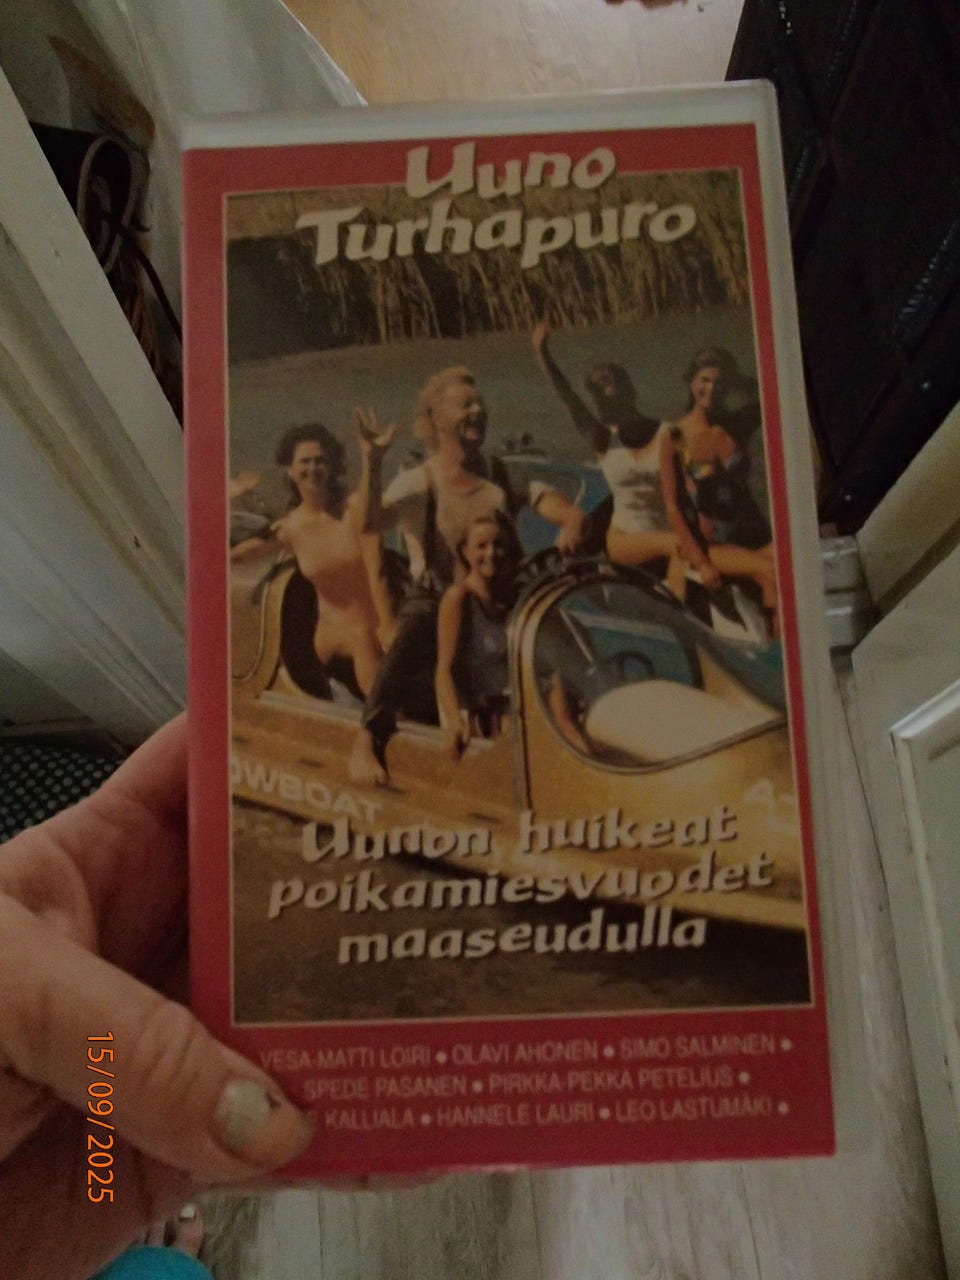 Uuno
Turhapuro
OWBOAT
Uunon huikeat
poikamiesvuodet
maaseudulla
VESA-MATTI LOIRI • OLAVI AHONEN • SIMO SALMINEN •
SPEDE PASANEN • PIRKKA-PEKKA PETELIUS •
KALLIALA • HANNELE LAURI • LEO LASTUMÄKI •
15/09/2025